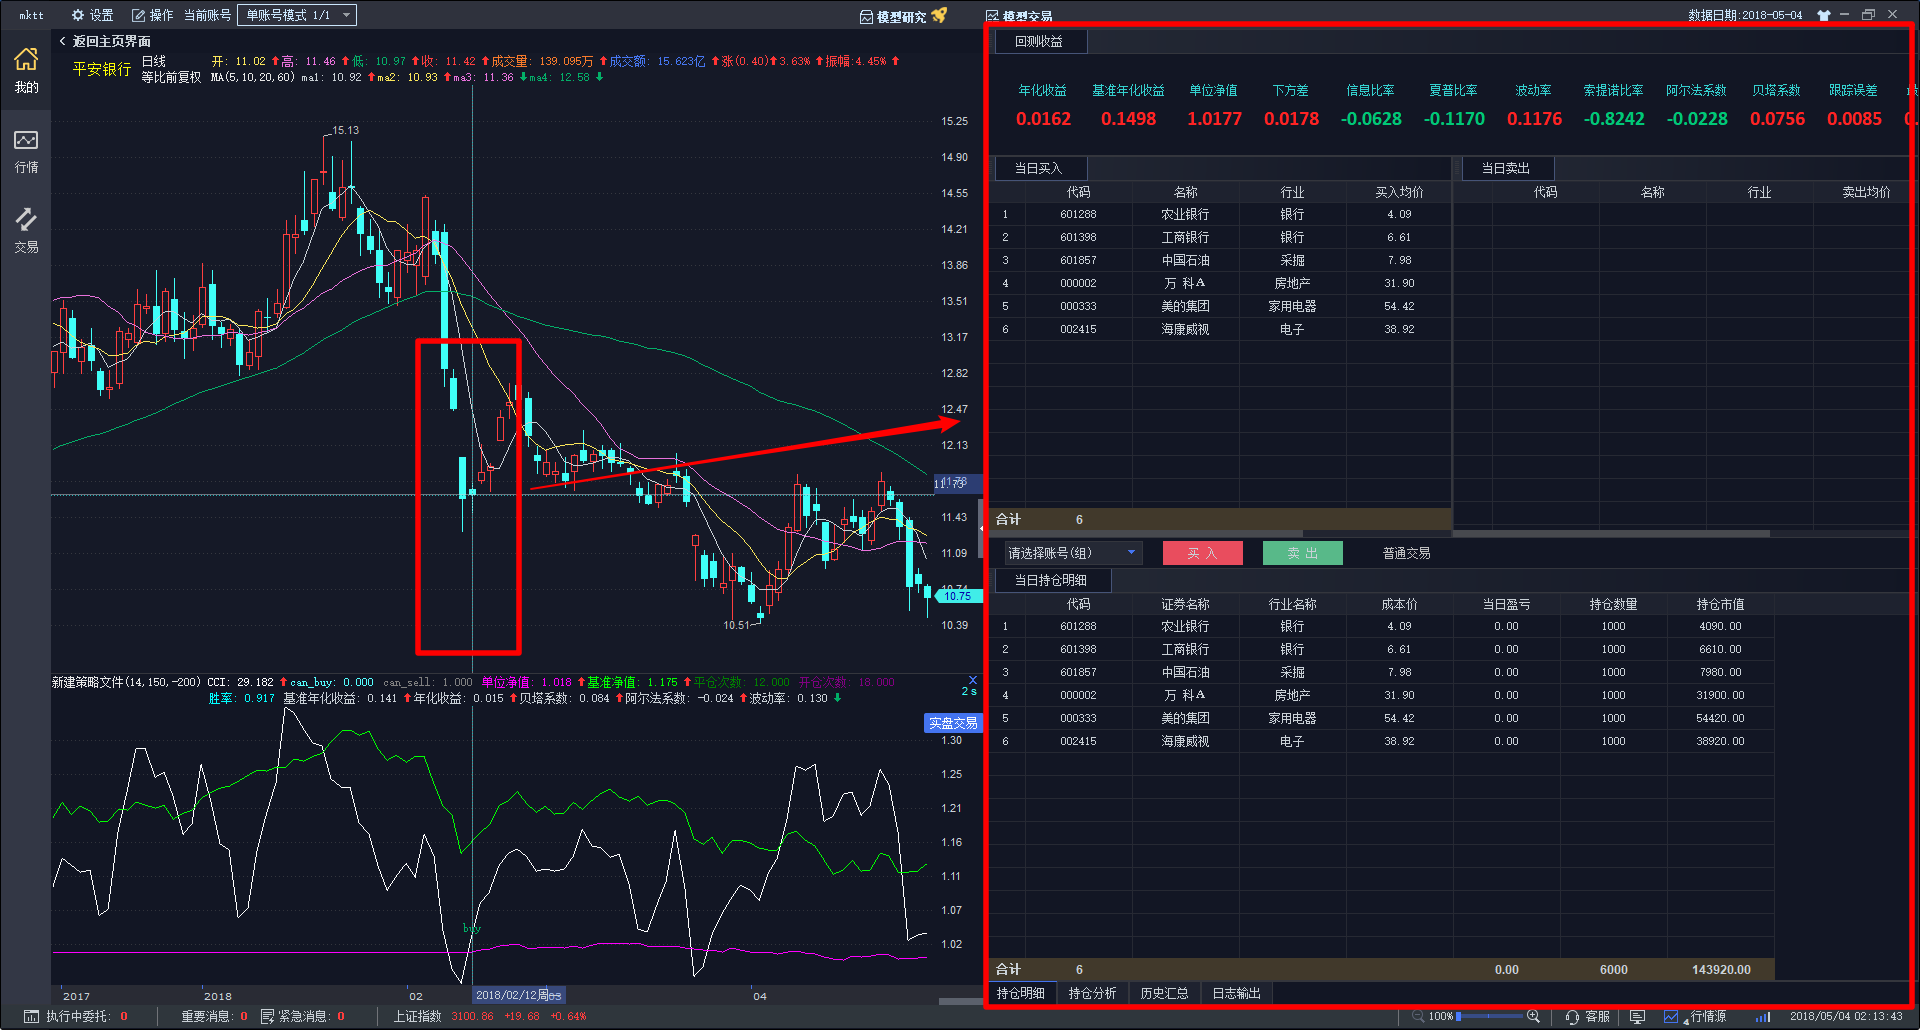 mktt 设置 操作 当前账号 单账号模式 1/1 模型研究 模型交易 数据日期:2018-05-04
我的
行情
交易
返回主页界面
平安银行 日线 开: 11.02 高: 11.46 低: 10.97 收: 11.42 成交量: 139.095万 成交额: 15.623亿 涨(0.40) 3.63% 振幅:4.45%
等比前复权 MA(5,10,20,60) ma1: 10.92 ma2: 10.93 ma3: 11.36 ma4: 12.58
15.13
15.25
14.90
14.55
14.21
13.86
13.51
13.17
12.82
12.47
12.13
11.43
11.09
10.75
10.39
10.51
新建策略文件(14,150,-200) CCI: 29.182 can_buy: 0.000 can_sell: 1.000 单位净值: 1.018 基准净值: 1.175 平仓次数: 12.000 开仓次数: 18.000
胜率: 0.917 基准年化收益: 0.141 年化收益: 0.015 贝塔系数: 0.084 阿尔法系数: -0.024 波动率: 0.130
X
2 s
实盘交易
1.30
1.25
1.21
1.16
1.11
1.07
1.02
buy
2017 2018 02 2018/02/12周 03 04
回测收益
年化收益 基准年化收益 单位净值 下方差 信息比率 夏普比率 波动率 索提诺比率 阿尔法系数 贝塔系数 跟踪误差
0.0162 0.1498 1.0177 0.0178 -0.0628 -0.1170 0.1176 -0.8242 -0.0228 0.0756 0.0085 0.
当日买入
代码 名称 行业 买入均价
1 601288 农业银行 银行 4.09
2 601398 工商银行 银行 6.61
3 601857 中国石油 采掘 7.98
4 000002 万 科A 房地产 31.90
5 000333 美的集团 家用电器 54.42
6 002415 海康威视 电子 38.92
合计 6
当日卖出
代码 名称 行业 卖出均价
请选择账号(组) 买 入 卖 出 普通交易
当日持仓明细
代码 证券名称 行业名称 成本价 当日盈亏 持仓数量 持仓市值
1 601288 农业银行 银行 4.09 0.00 1000 4090.00
2 601398 工商银行 银行 6.61 0.00 1000 6610.00
3 601857 中国石油 采掘 7.98 0.00 1000 7980.00
4 000002 万 科A 房地产 31.90 0.00 1000 31900.00
5 000333 美的集团 家用电器 54.42 0.00 1000 54420.00
6 002415 海康威视 电子 38.92 0.00 1000 38920.00
合计 6 0.00 6000 143920.00
持仓明细 持仓分析 历史汇总 日志输出
执行中委托: 0 重要消息: 0 紧急消息: 0 上证指数 3100.86 +19.68 +0.64% 100% 客服 行情源 2018/05/04 02:13:43